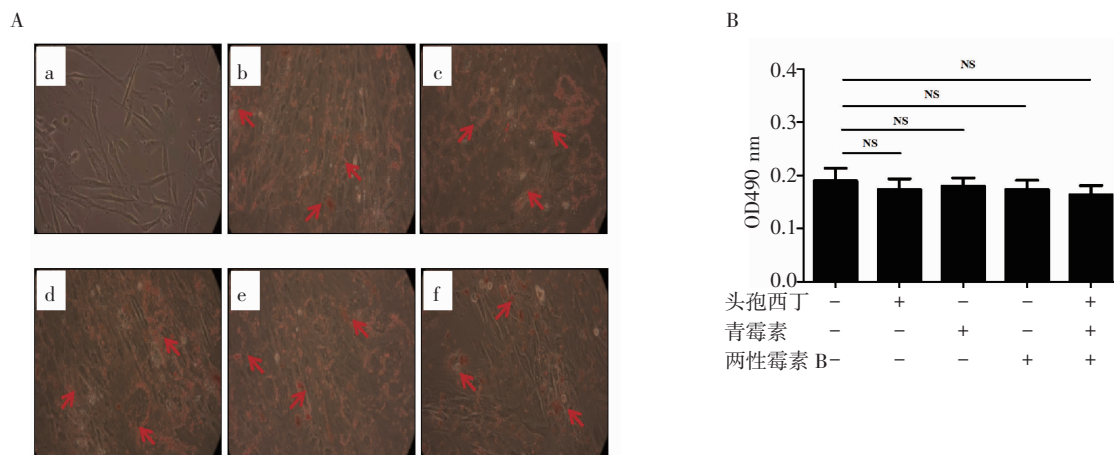 A
a
b
c
d
e
f
B
NS
NS
NS
NS
0.4
0.3
0.2
0.1
0.0
OD490 nm
头孢西丁 − + − − +
青霉素 − − + − +
两性霉素 B − − − + +